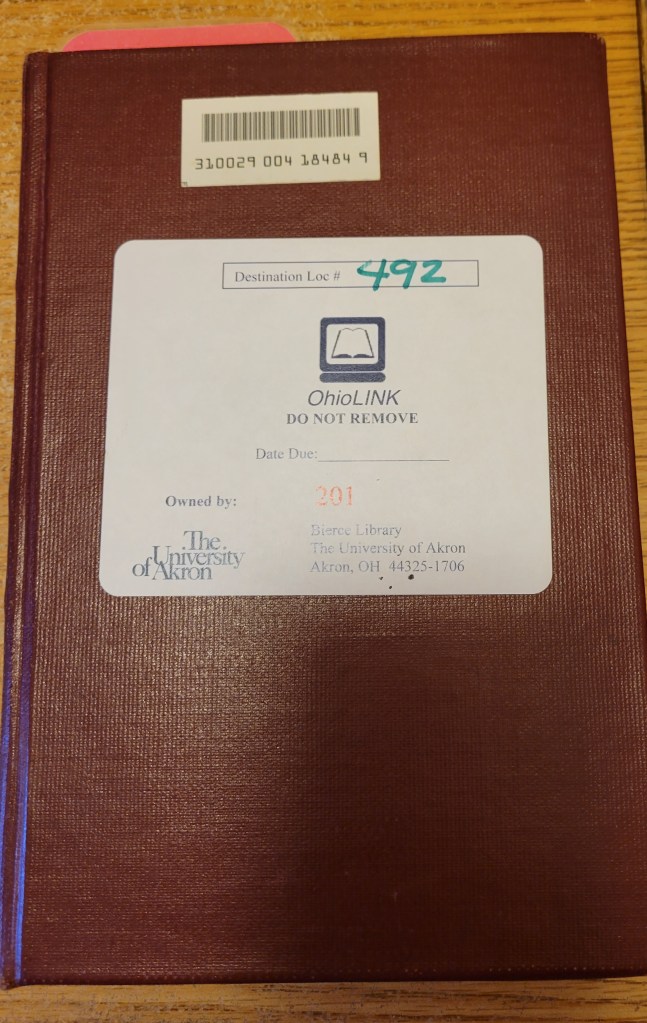 310029 004 18484 9
Destination Loc # 492
OhioLINK
DO NOT REMOVE
Date Due:
Owned by: 201
The
University
of Akron
Bierce Library
The University of Akron
Akron, OH 44325-1706